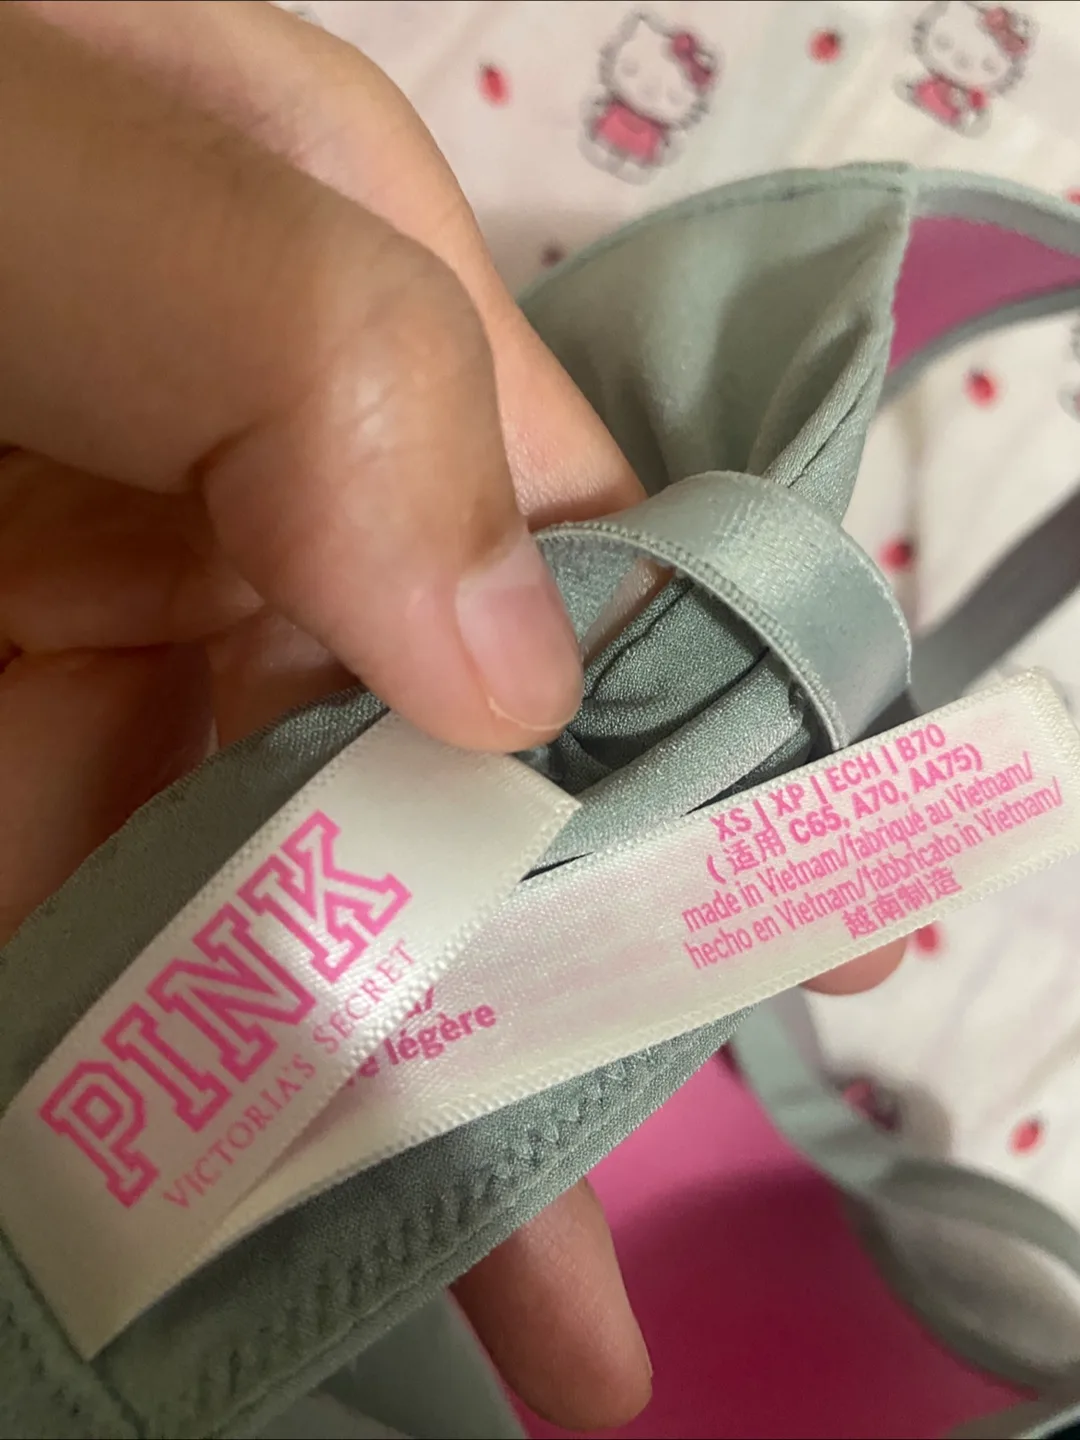 PINK
VICTORIA'S SECRET
légère
XS | XP | ECH | B70
(适用 C65, A70, AA75)
made in Vietnam/fabriqué au Vietnam/
hecho en Vietnam/fabbricato in Vietnam/
越南制造